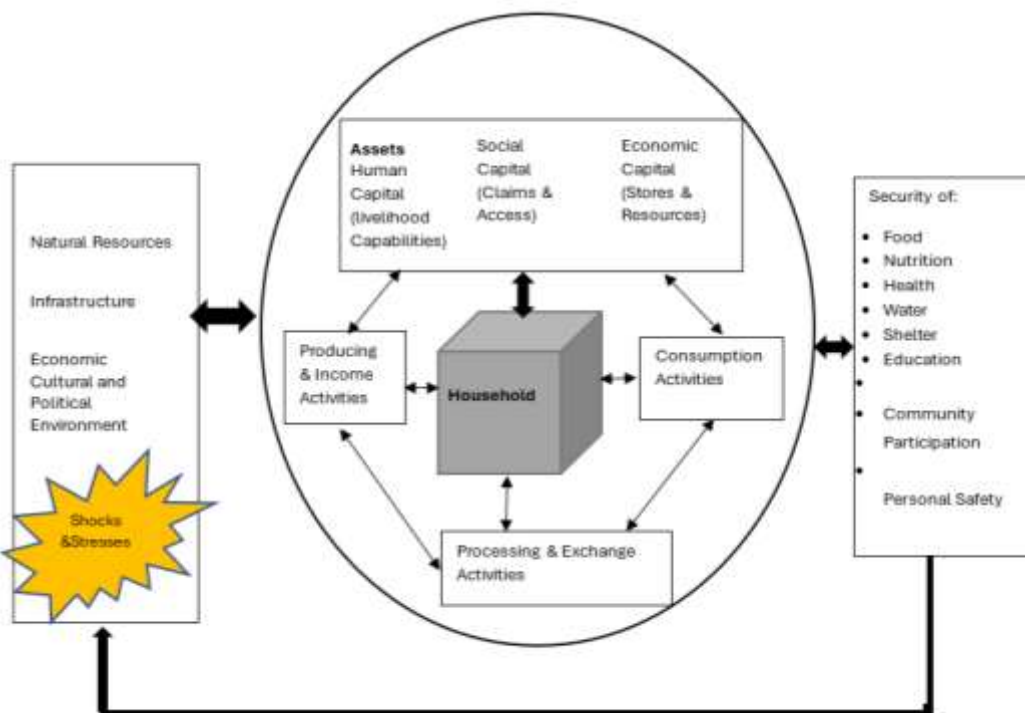 Natural Resources
Infrastructure
Economic
Cultural and
Political
Environment
Shocks
&Stresses
Assets
Human
Capital
(livelihood
Capabilities)
Social
Capital
(Claims &
Access)
Economic
Capital
(Stores &
Resources)
Producing
& Income
Activities
Household
Consumption
Activities
Processing & Exchange
Activities
Security of:
• Food
• Nutrition
• Health
• Water
• Shelter
• Education
•
• Community
Participation
•
Personal Safety